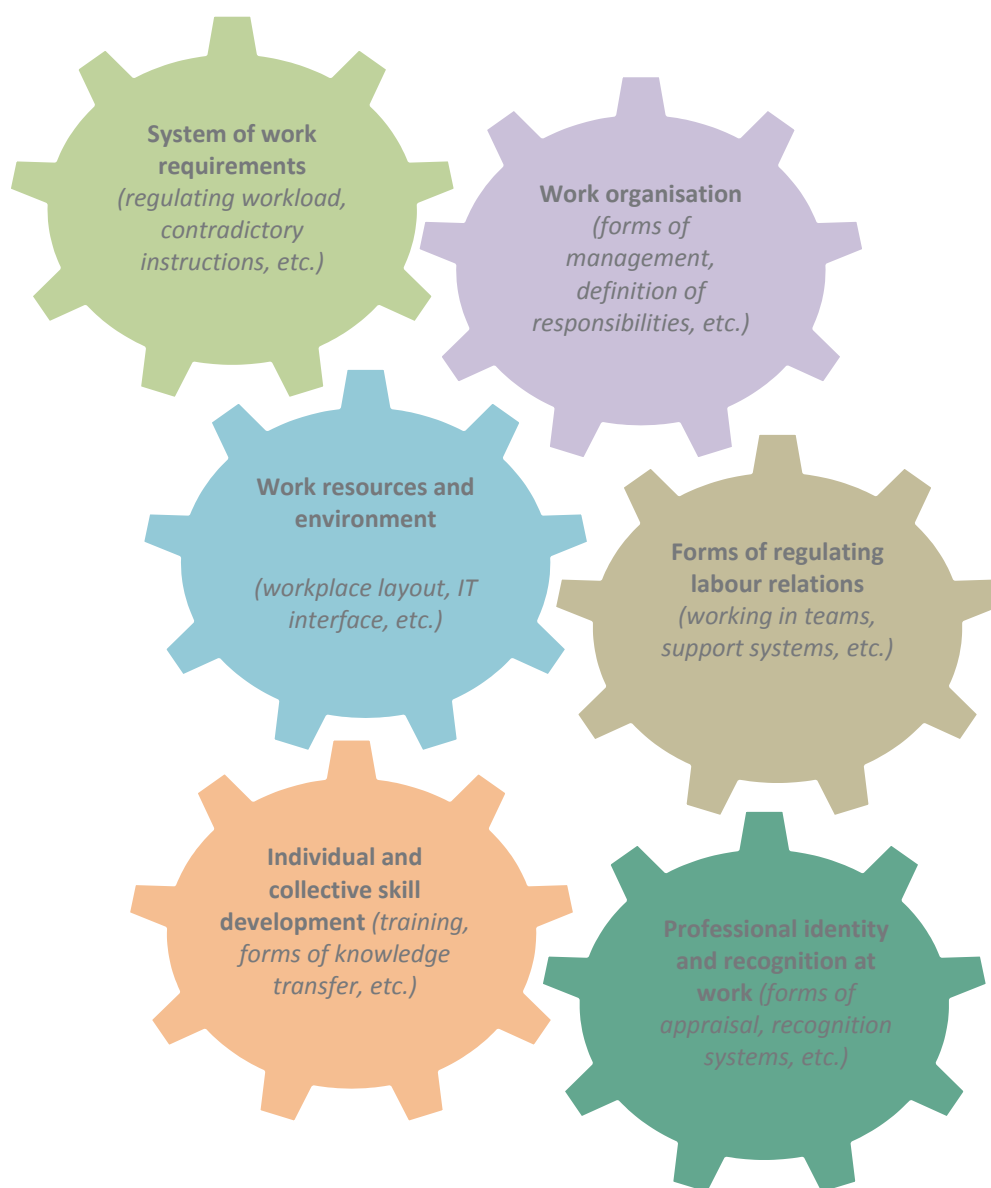 System of work
requirements
(regulating workload,
contradictory
instructions, etc.)
Work organisation
(forms of
management,
definition of
responsibilities, etc.)
Work resources and
environment
(workplace layout, IT
interface, etc.)
Forms of regulating
labour relations
(working in teams,
support systems, etc.)
Individual and
collective skill
development (training,
forms of knowledge
transfer, etc.)
Professional identity
and recognition at
work (forms of
appraisal, recognition
systems, etc.)